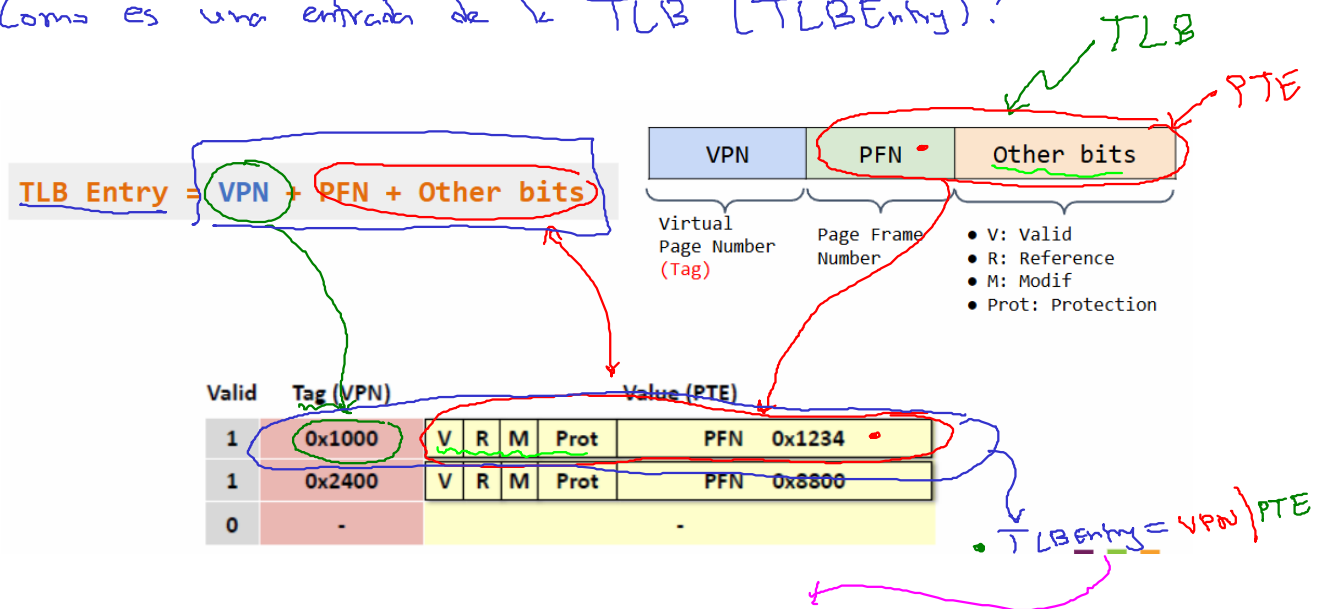 Como es una entrada de la TLB (TLBEntry)?
TLB
PTE
TLB Entry = VPN + PFN + Other bits
VPN PFN Other bits
Virtual
Page Number
(Tag)
Page Frame
Number
● V: Valid
● R: Reference
● M: Modif
● Prot: Protection
Valid Tag (VPN) Value (PTE)
1 0x1000 V R M Prot PFN 0x1234
1 0x2400 V R M Prot PFN 0x8800
0 - -
• TLBEntry = VPN | PTE